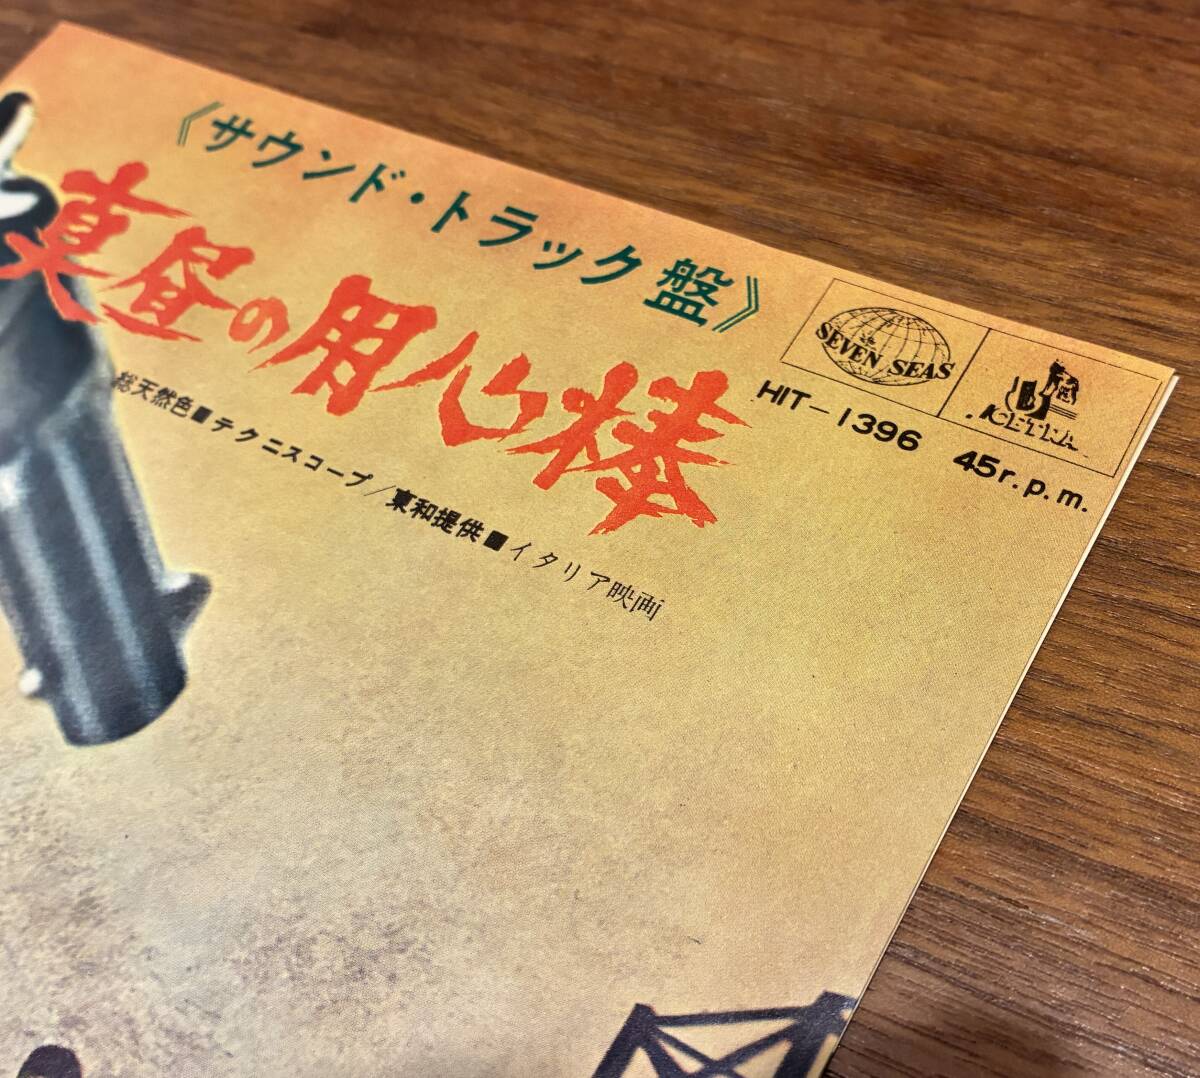 《サウンド・トラック盤》
真昼の用心棒
総天然色■テクニスコープ/東和提供■イタリア映画
SEVEN SEAS
CETRA
HIT-1396 45r.p.m.